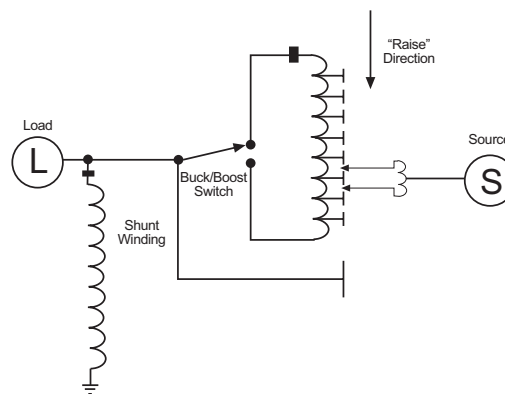 “Raise”
Direction
Load
L
Buck/Boost
Switch
Source
S
Shunt
Winding